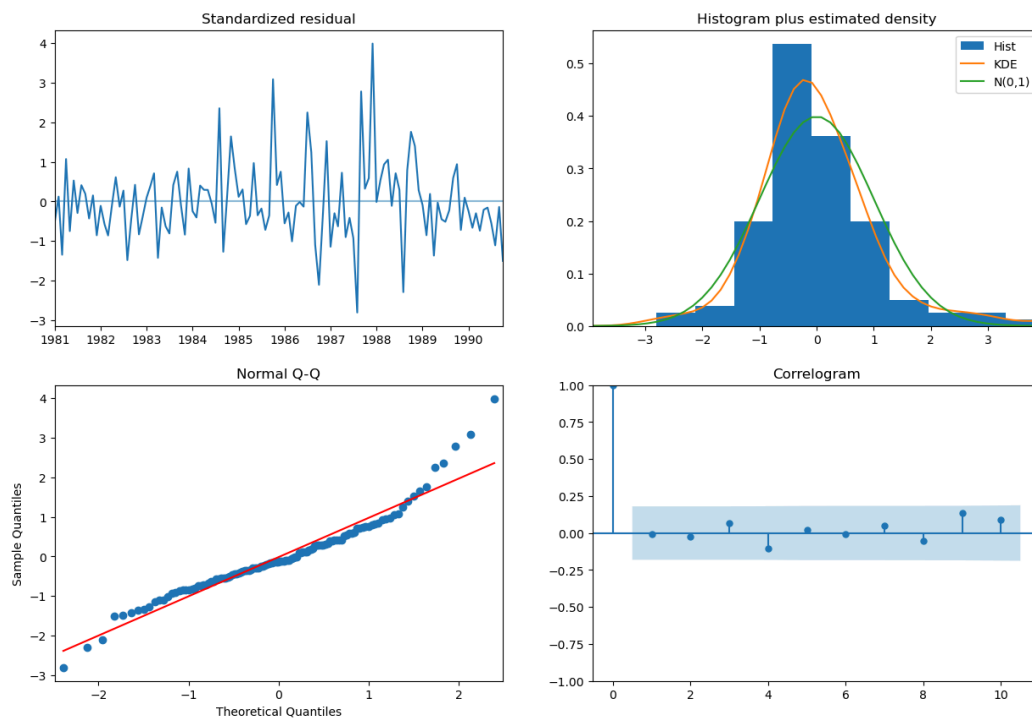 Standardized residual
4
3
2
1
0
−1
−2
−3
1981 1982 1983 1984 1985 1986 1987 1988 1989 1990
Histogram plus estimated density
Hist
KDE
N(0,1)
0.5
0.4
0.3
0.2
0.1
0.0
−3 −2 −1 0 1 2 3
Normal Q-Q
Sample Quantiles
4
3
2
1
0
−1
−2
−3
−2 −1 0 1 2
Theoretical Quantiles
Correlogram
1.00
0.75
0.50
0.25
0.00
−0.25
−0.50
−0.75
−1.00
0 2 4 6 8 10